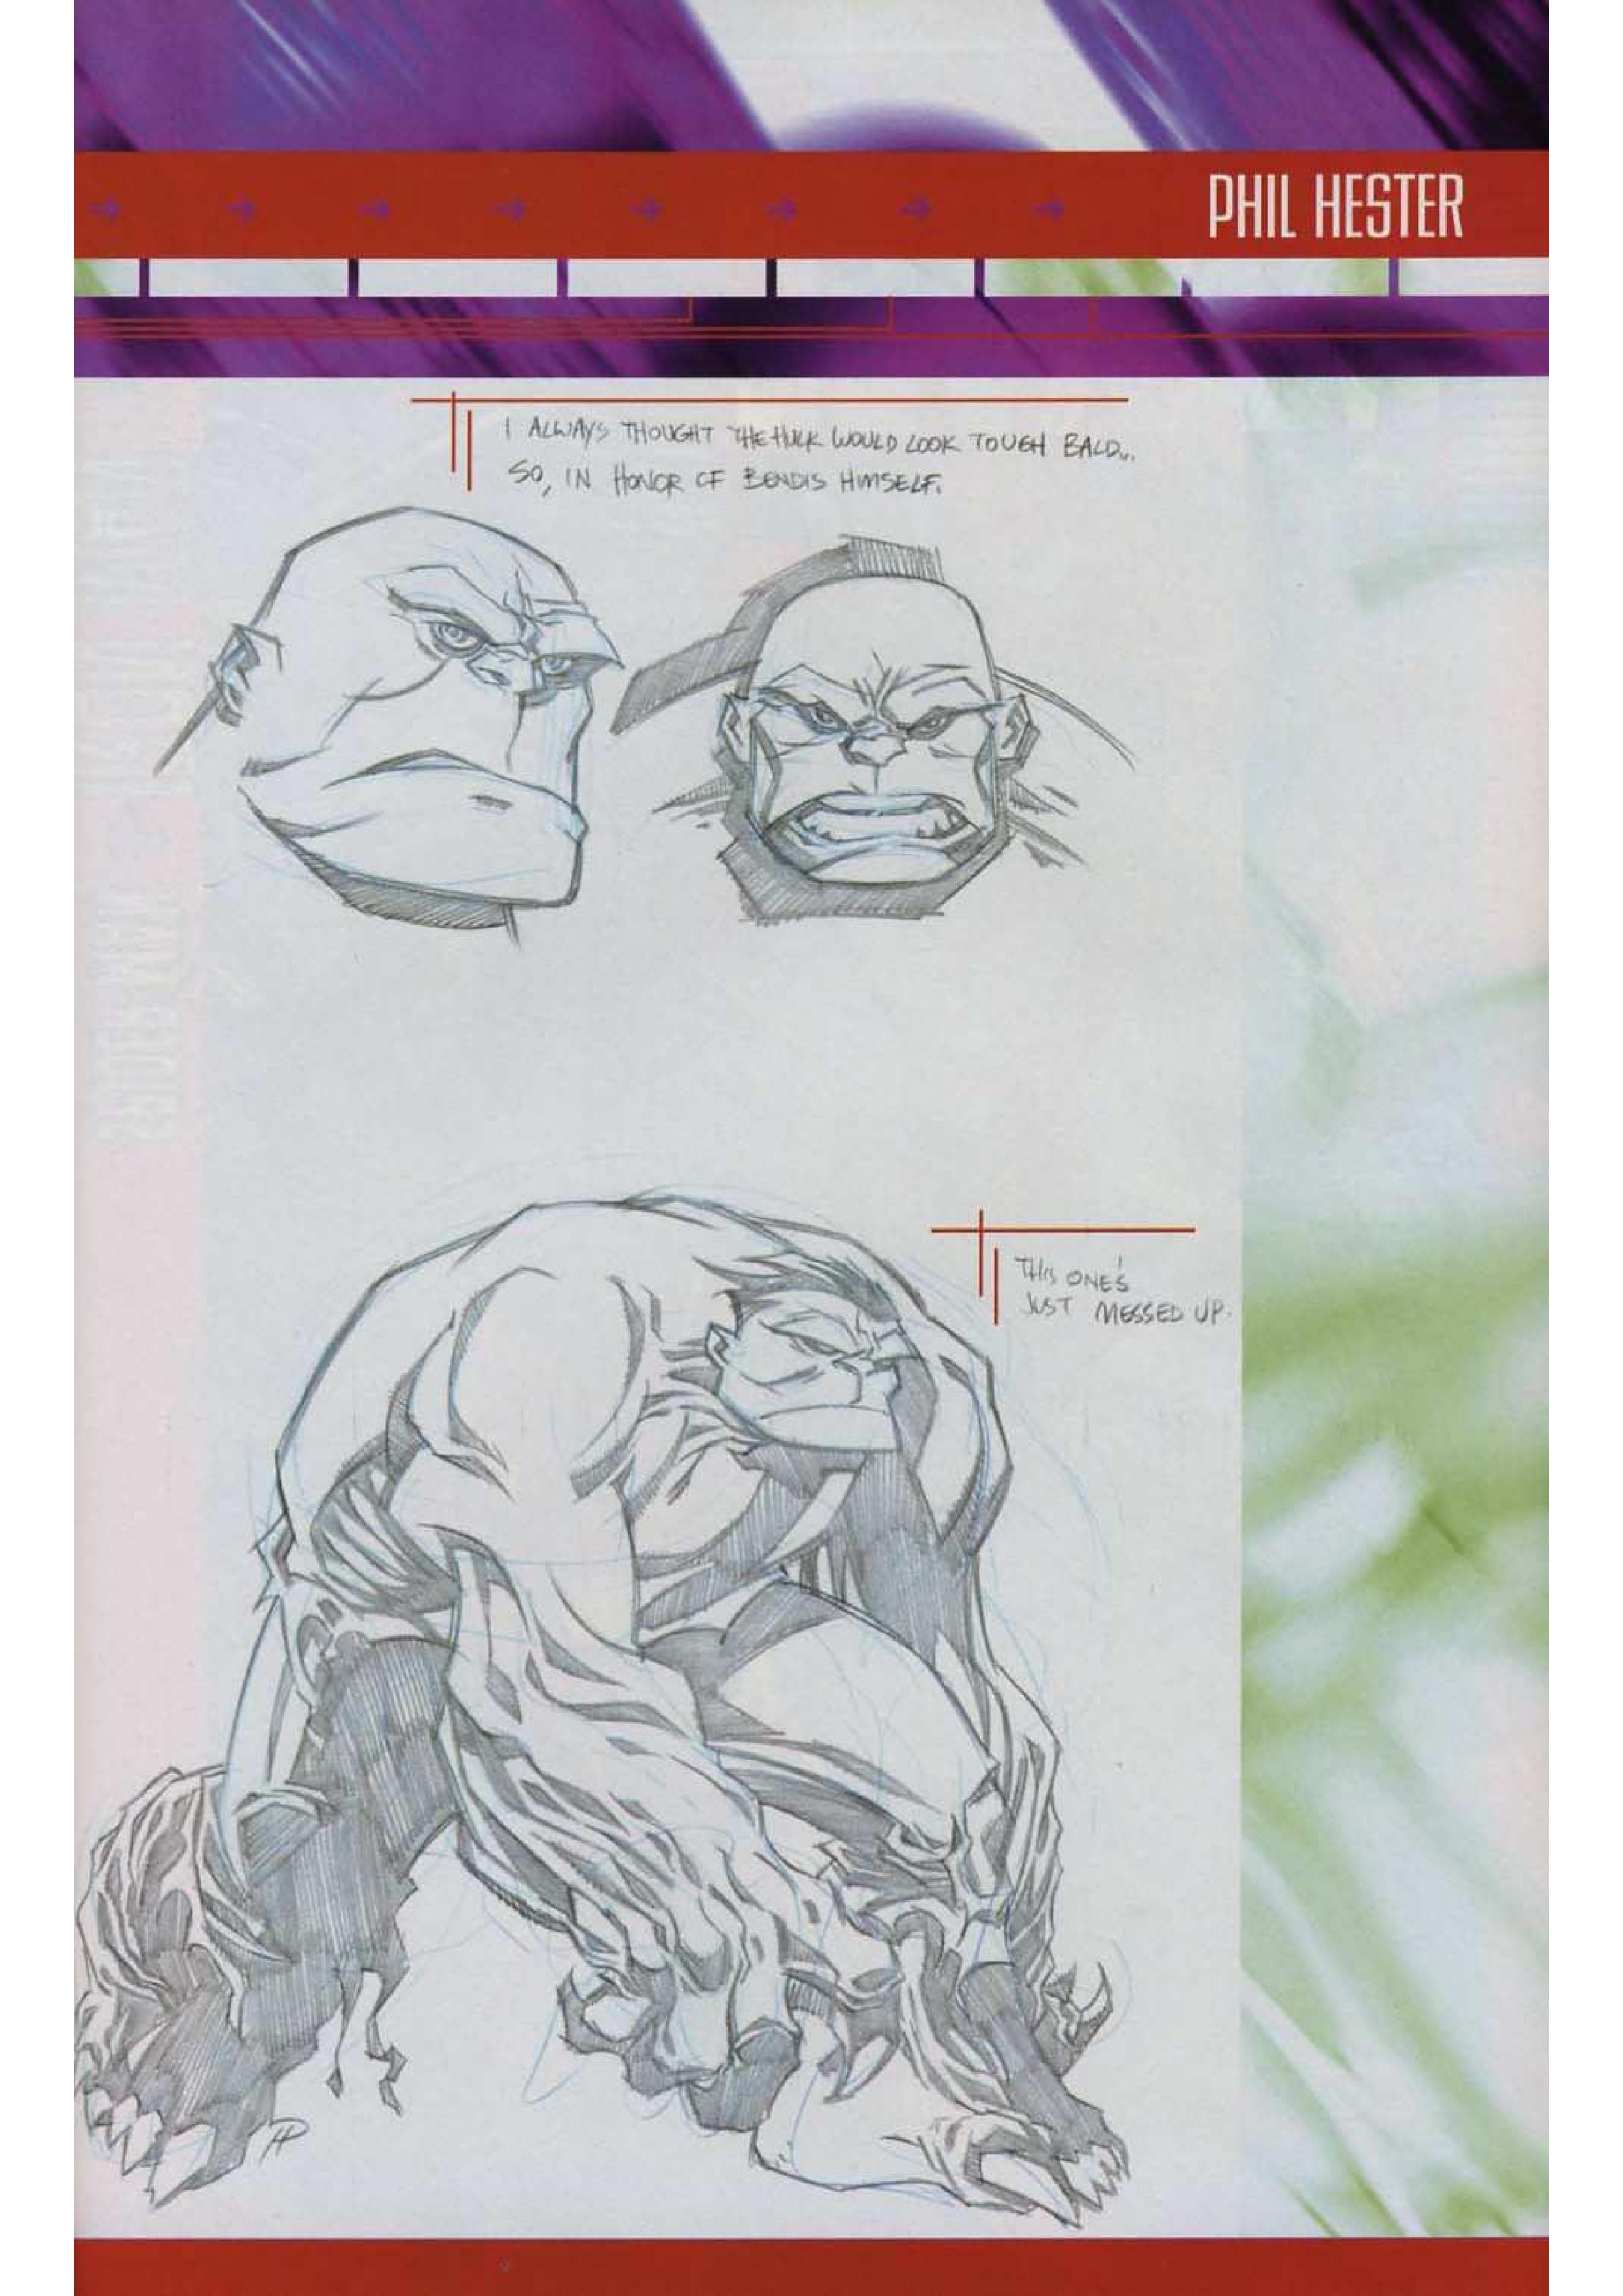 PHIL HESTER
I ALWAYS THOUGHT THE HULK WOULD LOOK TOUGH BALD...
SO, IN HONOR OF BENDIS HIMSELF.
THIS ONE'S
JUST MESSED UP.
HP